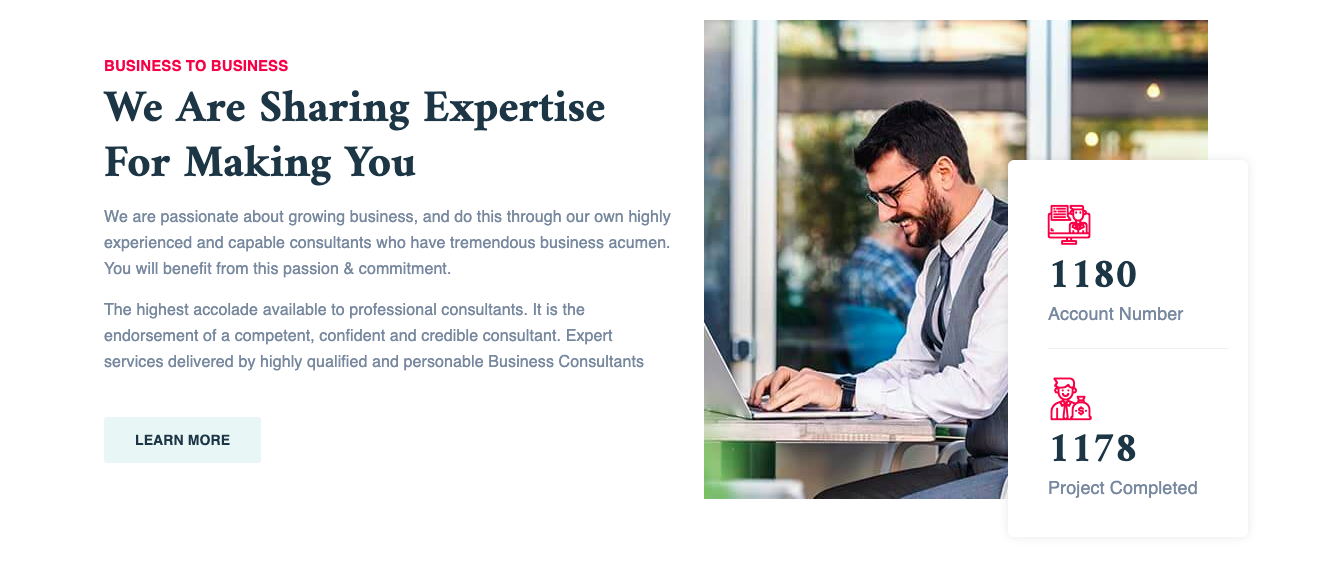 BUSINESS TO BUSINESS
We Are Sharing Expertise
For Making You
We are passionate about growing business, and do this through our own highly
experienced and capable consultants who have tremendous business acumen.
You will benefit from this passion & commitment.
The highest accolade available to professional consultants. It is the
endorsement of a competent, confident and credible consultant. Expert
services delivered by highly qualified and personable Business Consultants
LEARN MORE
1180
Account Number
1178
Project Completed